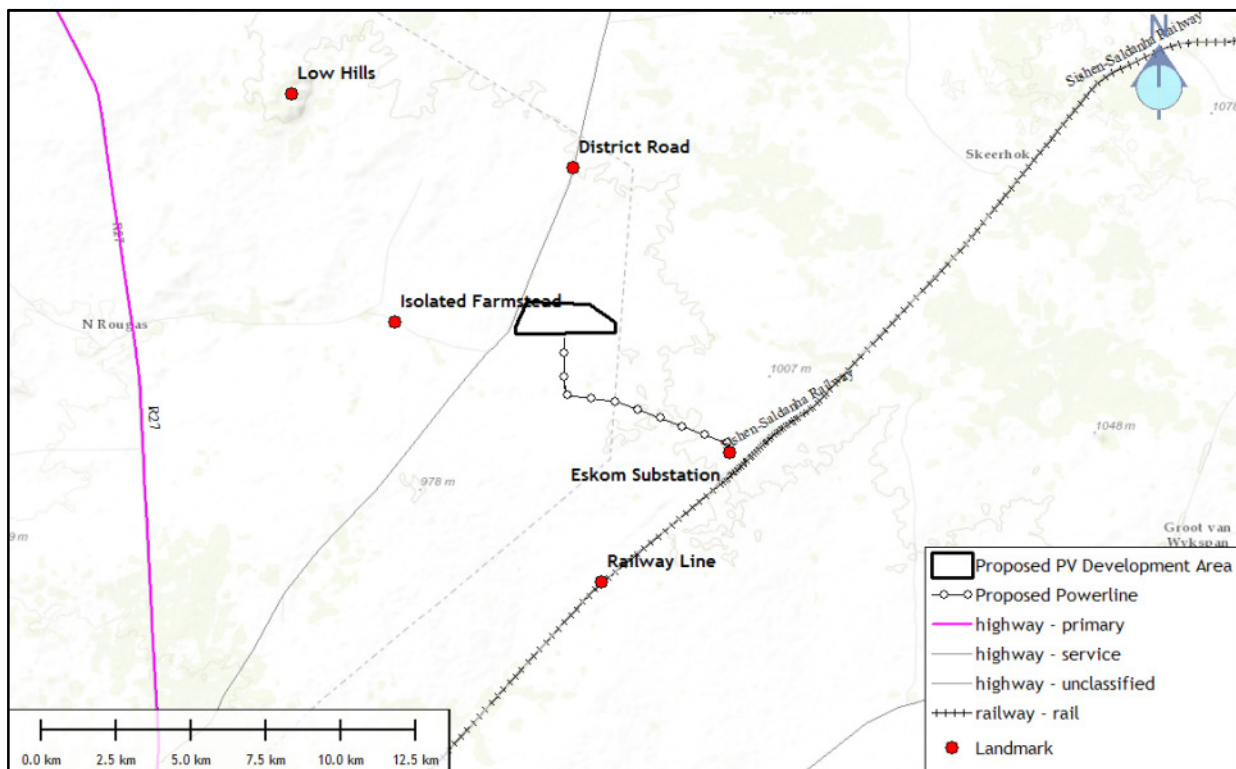 N
Sishen-Saldanha Railway
Low Hills
1078
District Road
Skeerhok
R27
Isolated Farmstead
N Rougas
1007 m
R27
shen-Saldanha Railway
1048 m
Eskom Substation
978 m
Groot van
Wykspan
9 m
Railway Line
Proposed PV Development Area
Proposed Powerline
highway - primary
highway - service
highway - unclassified
railway - rail
Landmark
0.0 km 2.5 km 5.0 km 7.5 km 10.0 km 12.5 km